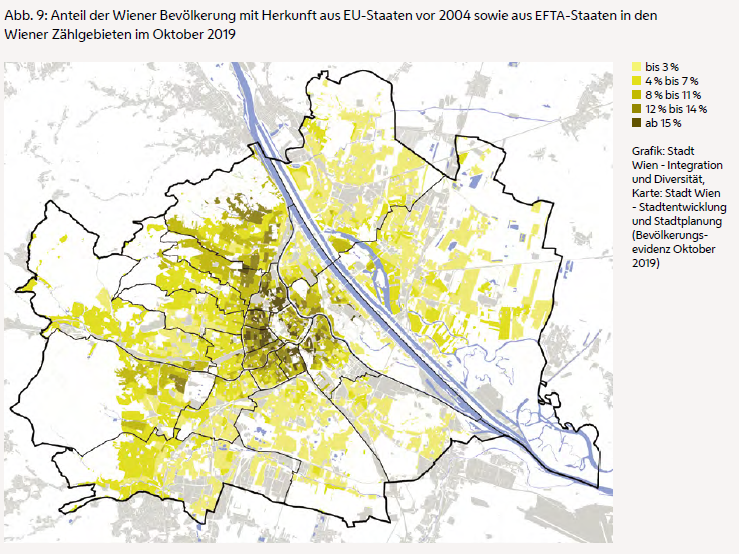 Abb. 9: Anteil der Wiener Bevölkerung mit Herkunft aus EU-Staaten vor 2004 sowie aus EFTA-Staaten in den
Wiener Zählgebieten im Oktober 2019
bis 3 %
4 % bis 7 %
8 % bis 11 %
12 % bis 14 %
ab 15 %
Grafik: Stadt
Wien - Integration
und Diversität,
Karte: Stadt Wien
- Stadtentwicklung
und Stadtplanung
(Bevölkerungs-
evidenz Oktober
2019)